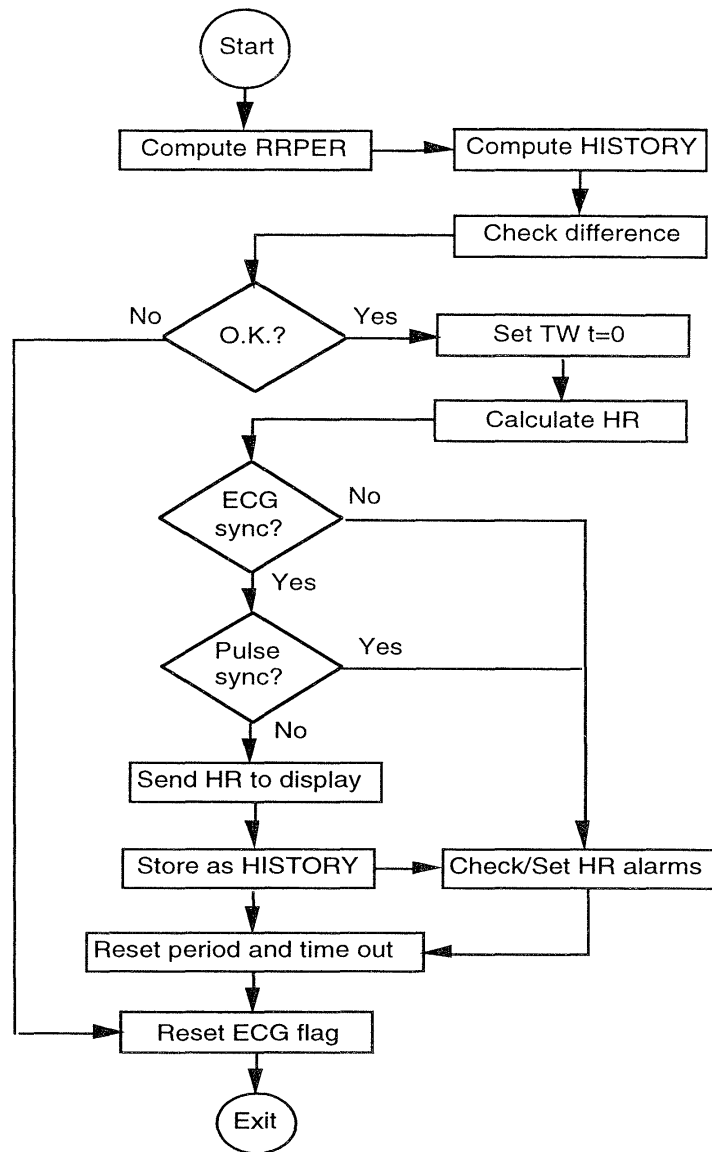 Start
Compute RRPER
Compute HISTORY
Check difference
No
O.K.?
Yes
Set TW t=0
Calculate HR
ECG
sync?
No
Yes
Pulse
sync?
Yes
No
Send HR to display
Store as HISTORY
Check/Set HR alarms
Reset period and time out
Reset ECG flag
Exit